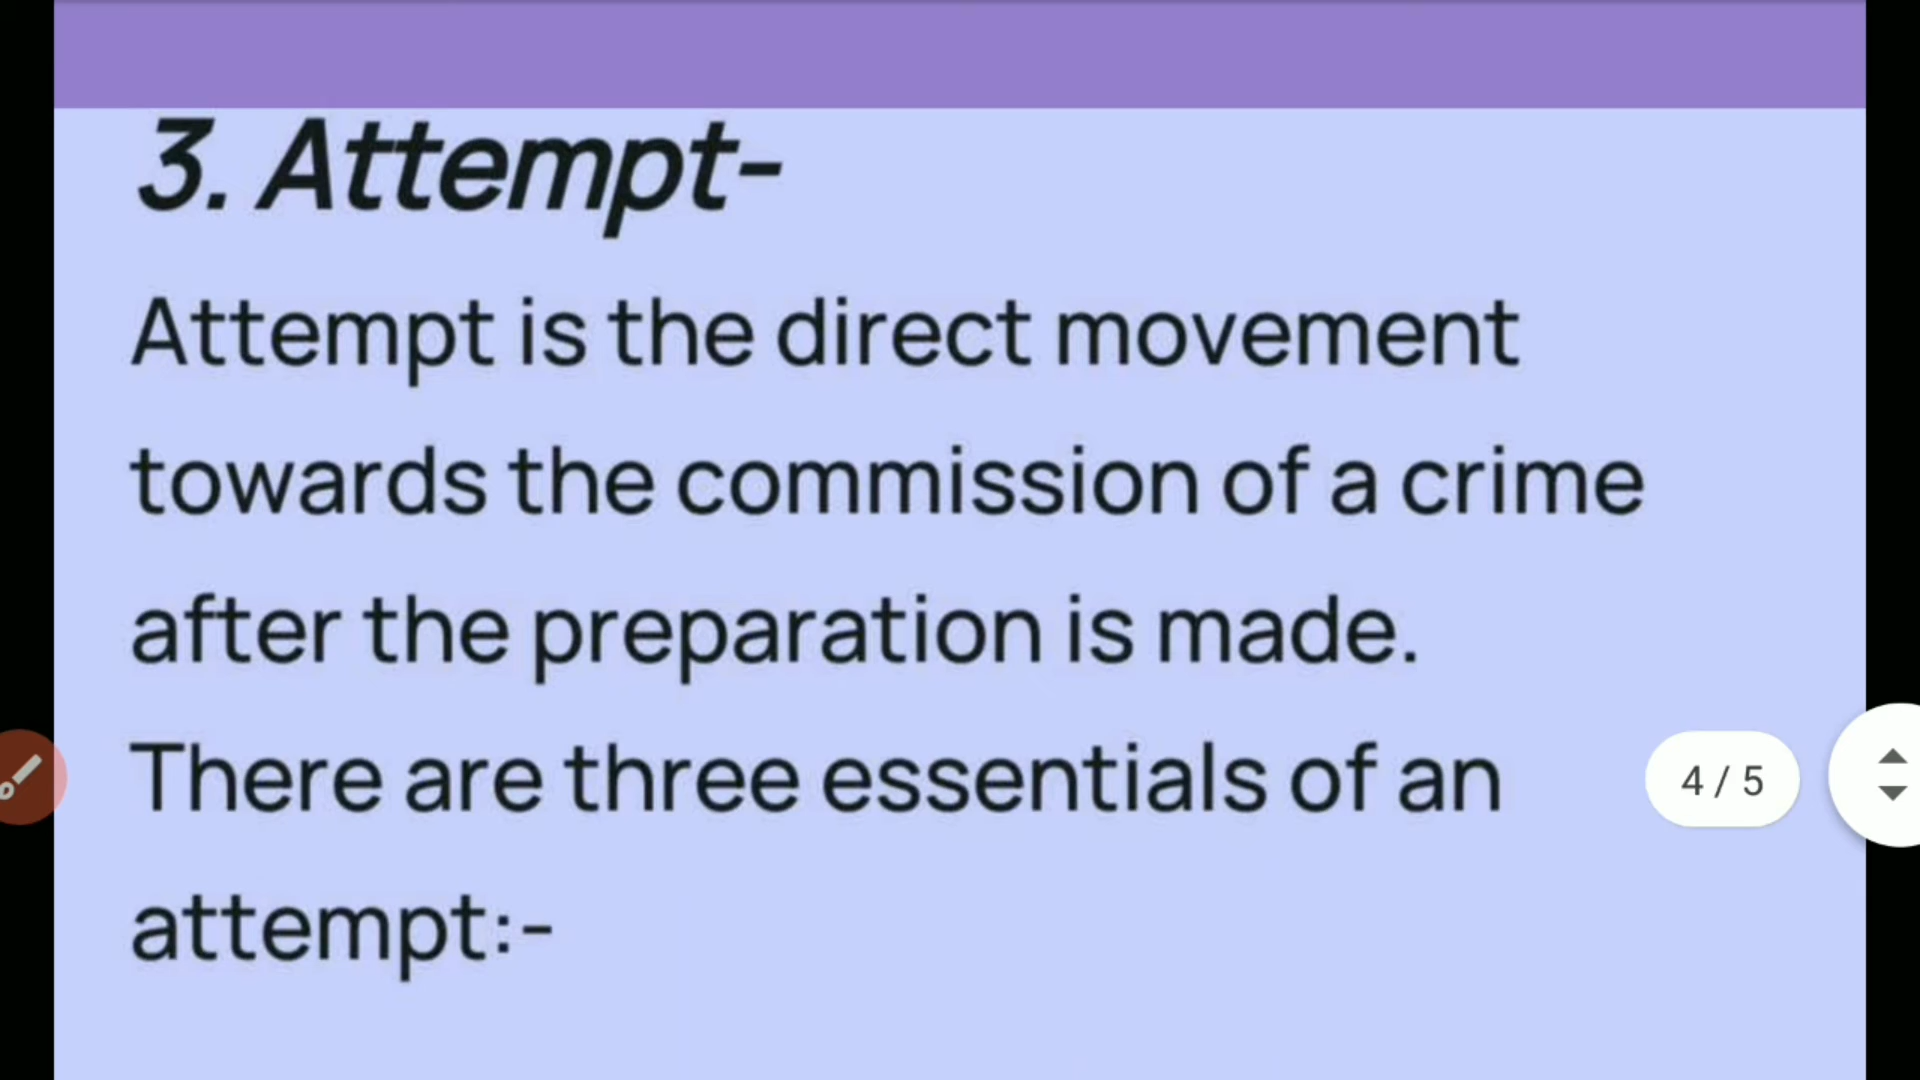 3. Attempt-
Attempt is the direct movement
towards the commission of a crime
after the preparation is made.
There are three essentials of an
attempt:-
4 / 5